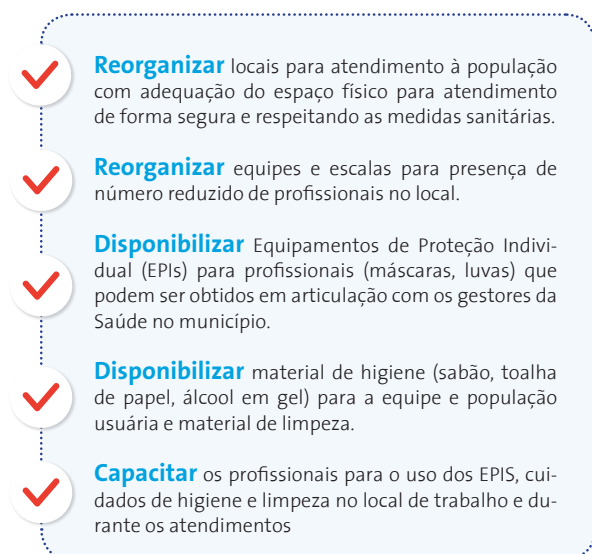 Reorganizar locais para atendimento à população
com adequação do espaço físico para atendimento
de forma segura e respeitando as medidas sanitárias.
Reorganizar equipes e escalas para presença de
número reduzido de profissionais no local.
Disponibilizar Equipamentos de Proteção Indivi-
dual (EPIs) para profissionais (máscaras, luvas) que
podem ser obtidos em articulação com os gestores da
Saúde no município.
Disponibilizar material de higiene (sabão, toalha
de papel, álcool em gel) para a equipe e população
usuária e material de limpeza.
Capacitar os profissionais para o uso dos EPIS, cui-
dados de higiene e limpeza no local de trabalho e du-
rante os atendimentos